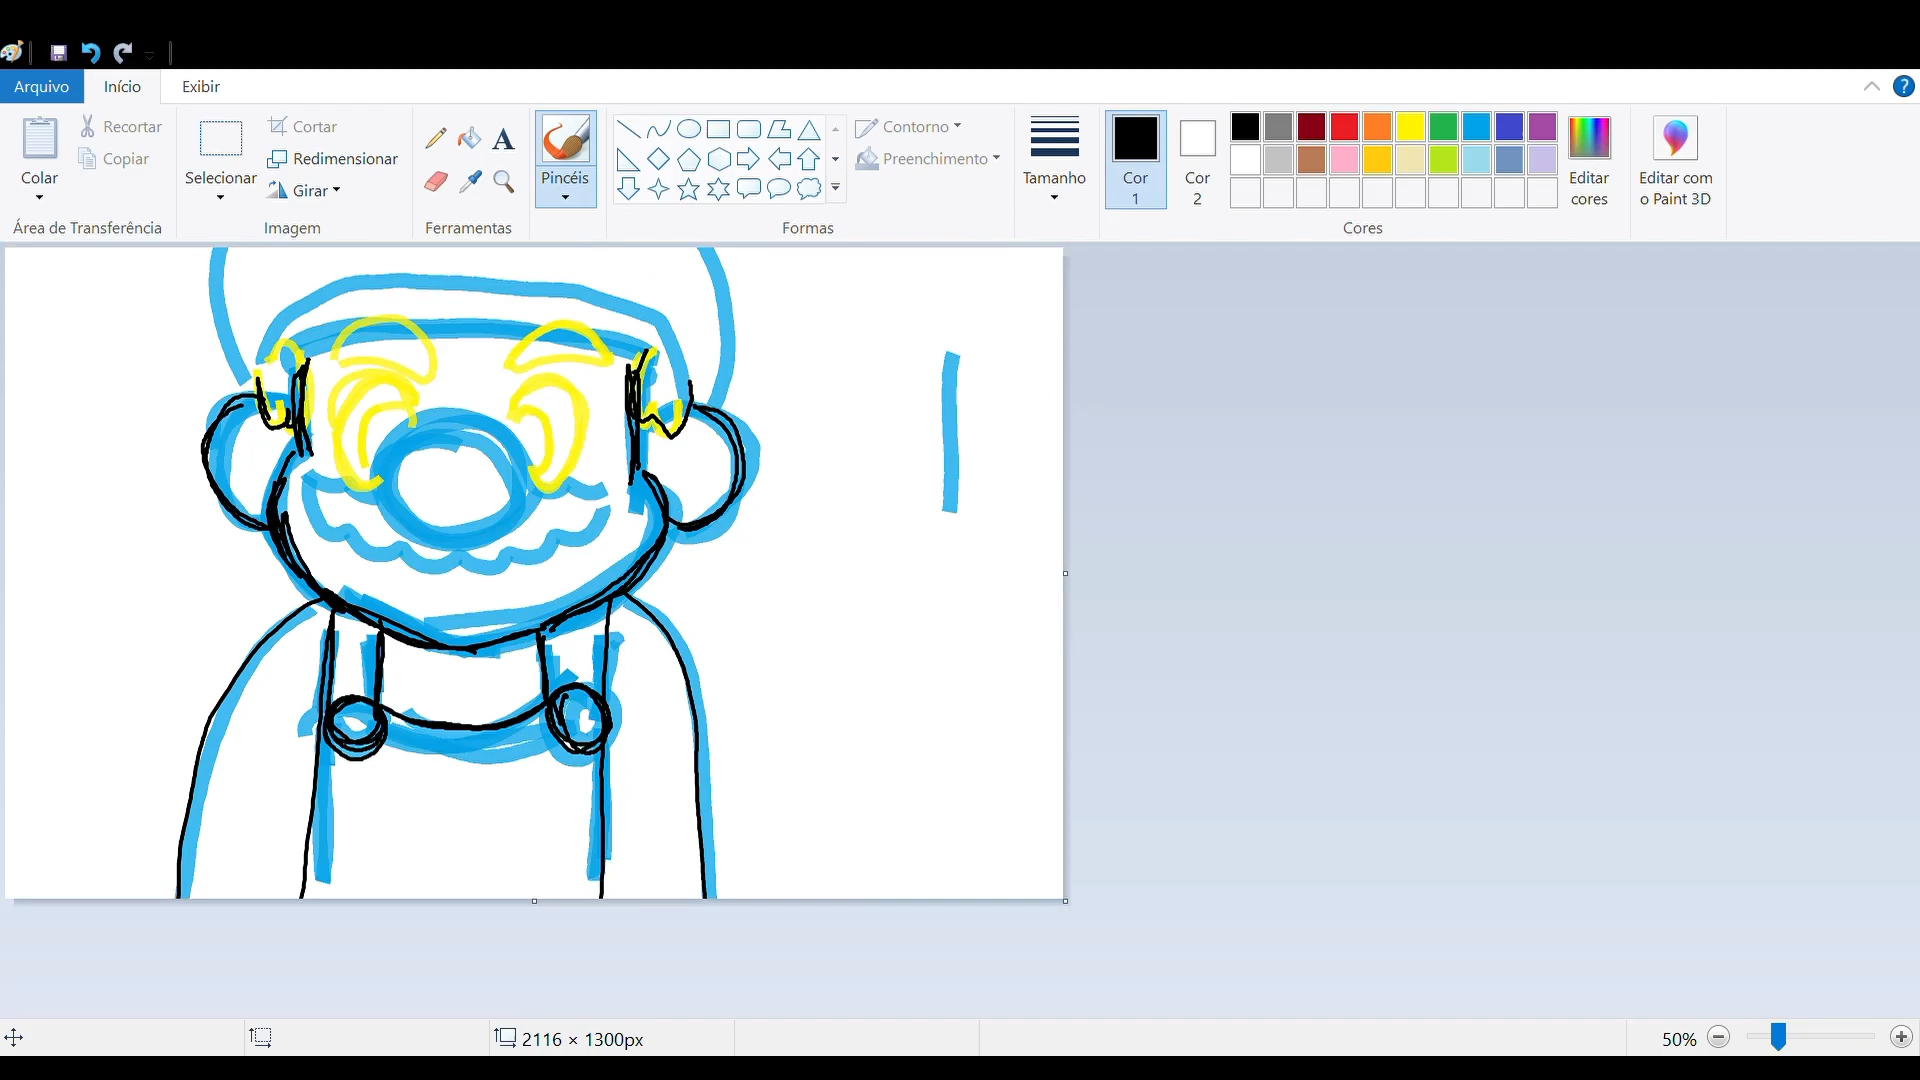 Arquivo Início Exibir ?
Colar
Recortar
Copiar
Área de Transferência
Selecionar
Cortar
Redimensionar
Girar
Imagem
A
Ferramentas
Pincéis
Contorno
Preenchimento
Formas
Tamanho
Cor
1
Cor
2
Editar
cores
Cores
Editar com
o Paint 3D
2116 × 1300px
50%